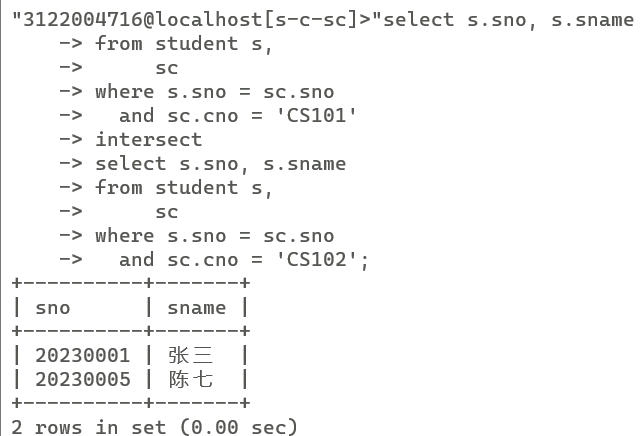 "3122004716@localhost[s-c-sc]>"select s.sno, s.sname
    -> from student s,
    ->      sc
    -> where s.sno = sc.sno
    ->   and sc.cno = 'CS101'
    -> intersect
    -> select s.sno, s.sname
    -> from student s,
    ->      sc
    -> where s.sno = sc.sno
    ->   and sc.cno = 'CS102';
+----------+-------+
| sno      | sname |
+----------+-------+
| 20230001 | 张三  |
| 20230005 | 陈七  |
+----------+-------+
2 rows in set (0.00 sec)